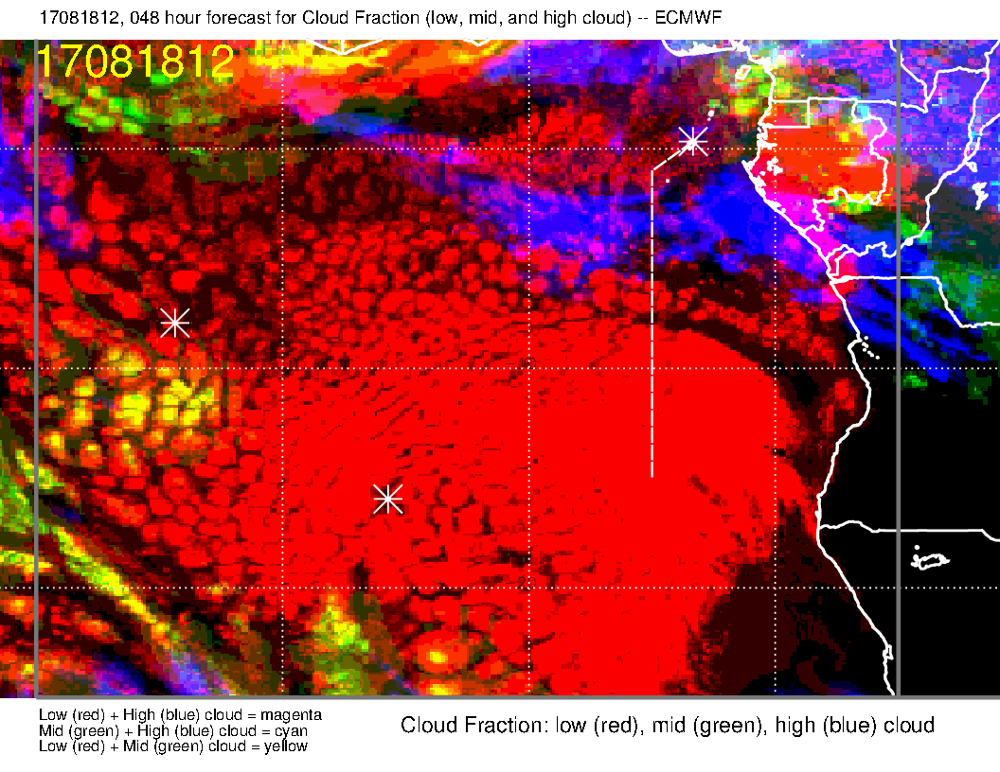 17081812, 048 hour forecast for Cloud Fraction (low, mid, and high cloud) -- ECMWF
17081812
Low (red) + High (blue) cloud = magenta
Mid (green) + High (blue) cloud = cyan
Low (red) + Mid (green) cloud = yellow
Cloud Fraction: low (red), mid (green), high (blue) cloud